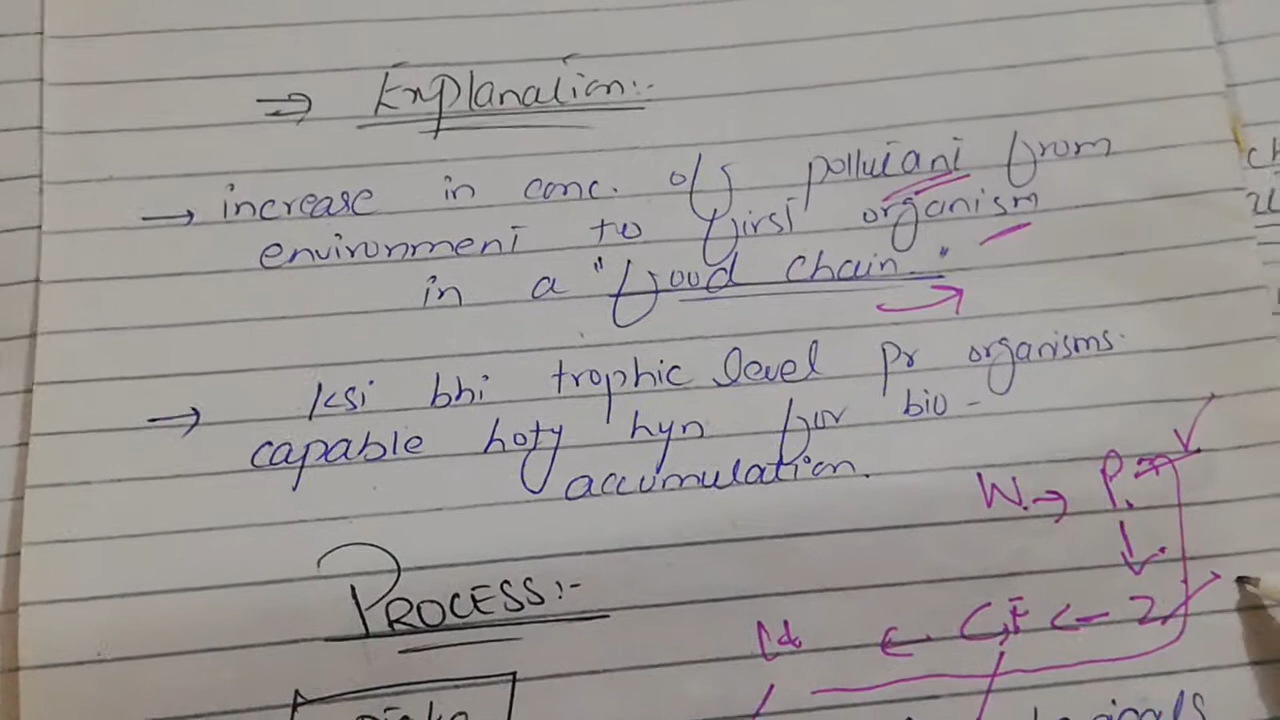 ⇒ Explanation:-
→ increase in conc. of pollutant from
environment to first organism
in a "food chain."
→ ksi bhi trophic level pr organisms.
capable hoty hyn for bio-
accumulation.
W. → P.
PROCESS:-